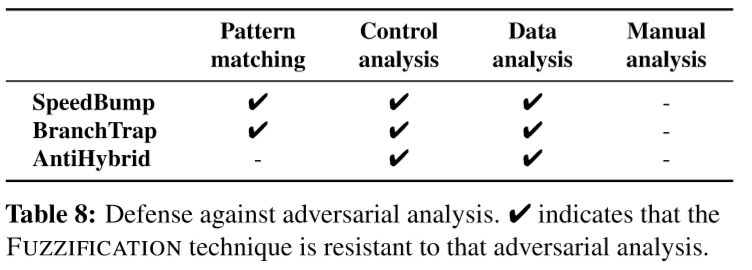 Pattern matching Control analysis Data analysis Manual analysis
SpeedBump ✔ ✔ ✔ -
BranchTrap ✔ ✔ ✔ -
AntiHybrid - ✔ ✔ -
Table 8: Defense against adversarial analysis. ✔ indicates that the
FUZZIFICATION technique is resistant to that adversarial analysis.